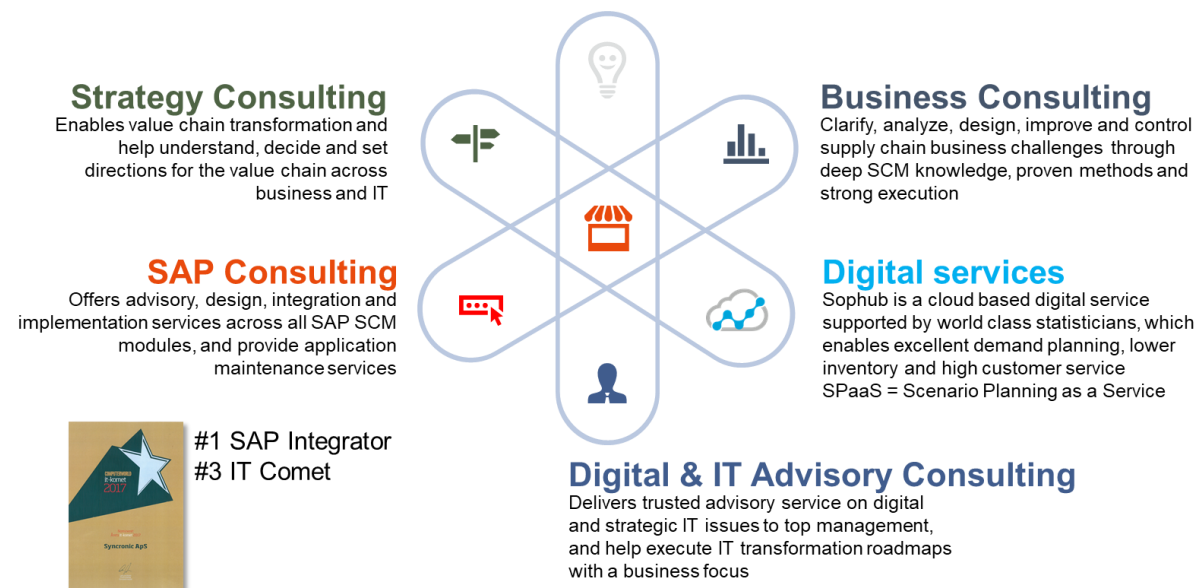 Strategy Consulting
Enables value chain transformation and
help understand, decide and set
directions for the value chain across
business and IT
Business Consulting
Clarify, analyze, design, improve and control
supply chain business challenges through
deep SCM knowledge, proven methods and
strong execution
SAP Consulting
Offers advisory, design, integration and
implementation services across all SAP SCM
modules, and provide application
maintenance services
Digital services
Sophub is a cloud based digital service
supported by world class statisticians, which
enables excellent demand planning, lower
inventory and high customer service
SPaaS = Scenario Planning as a Service
#1 SAP Integrator
#3 IT Comet
COMPUTERWORLD
it-komet
2017
Syncronic ApS
Digital & IT Advisory Consulting
Delivers trusted advisory service on digital
and strategic IT issues to top management,
and help execute IT transformation roadmaps
with a business focus